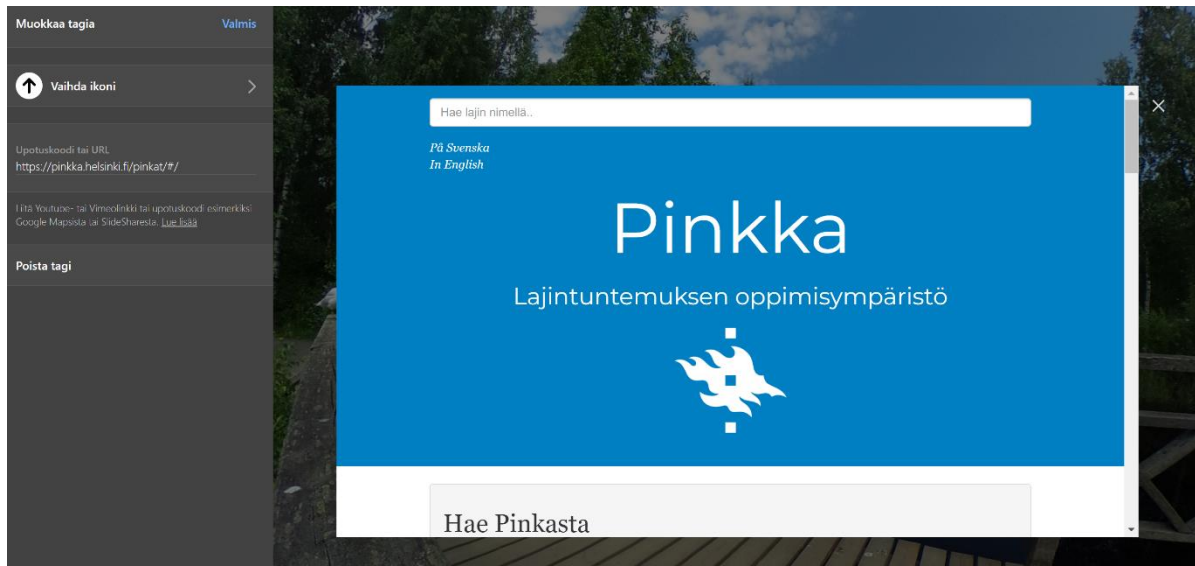 Muokkaa tagia
Valmis
Vaihda ikoni
Upotuskoodi tai URL
https://pinkka.helsinki.fi/pinkat/#/
Liitä Youtube- tai Vimeolinkki tai upotuskoodi esimerkiksi
Google Mapsista tai SlideSharesta. Lue lisää
Poista tagi
Hae lajin nimellä..
På Svenska
In English
Pinkka
Lajintuntemuksen oppimisympäristö
Hae Pinkasta